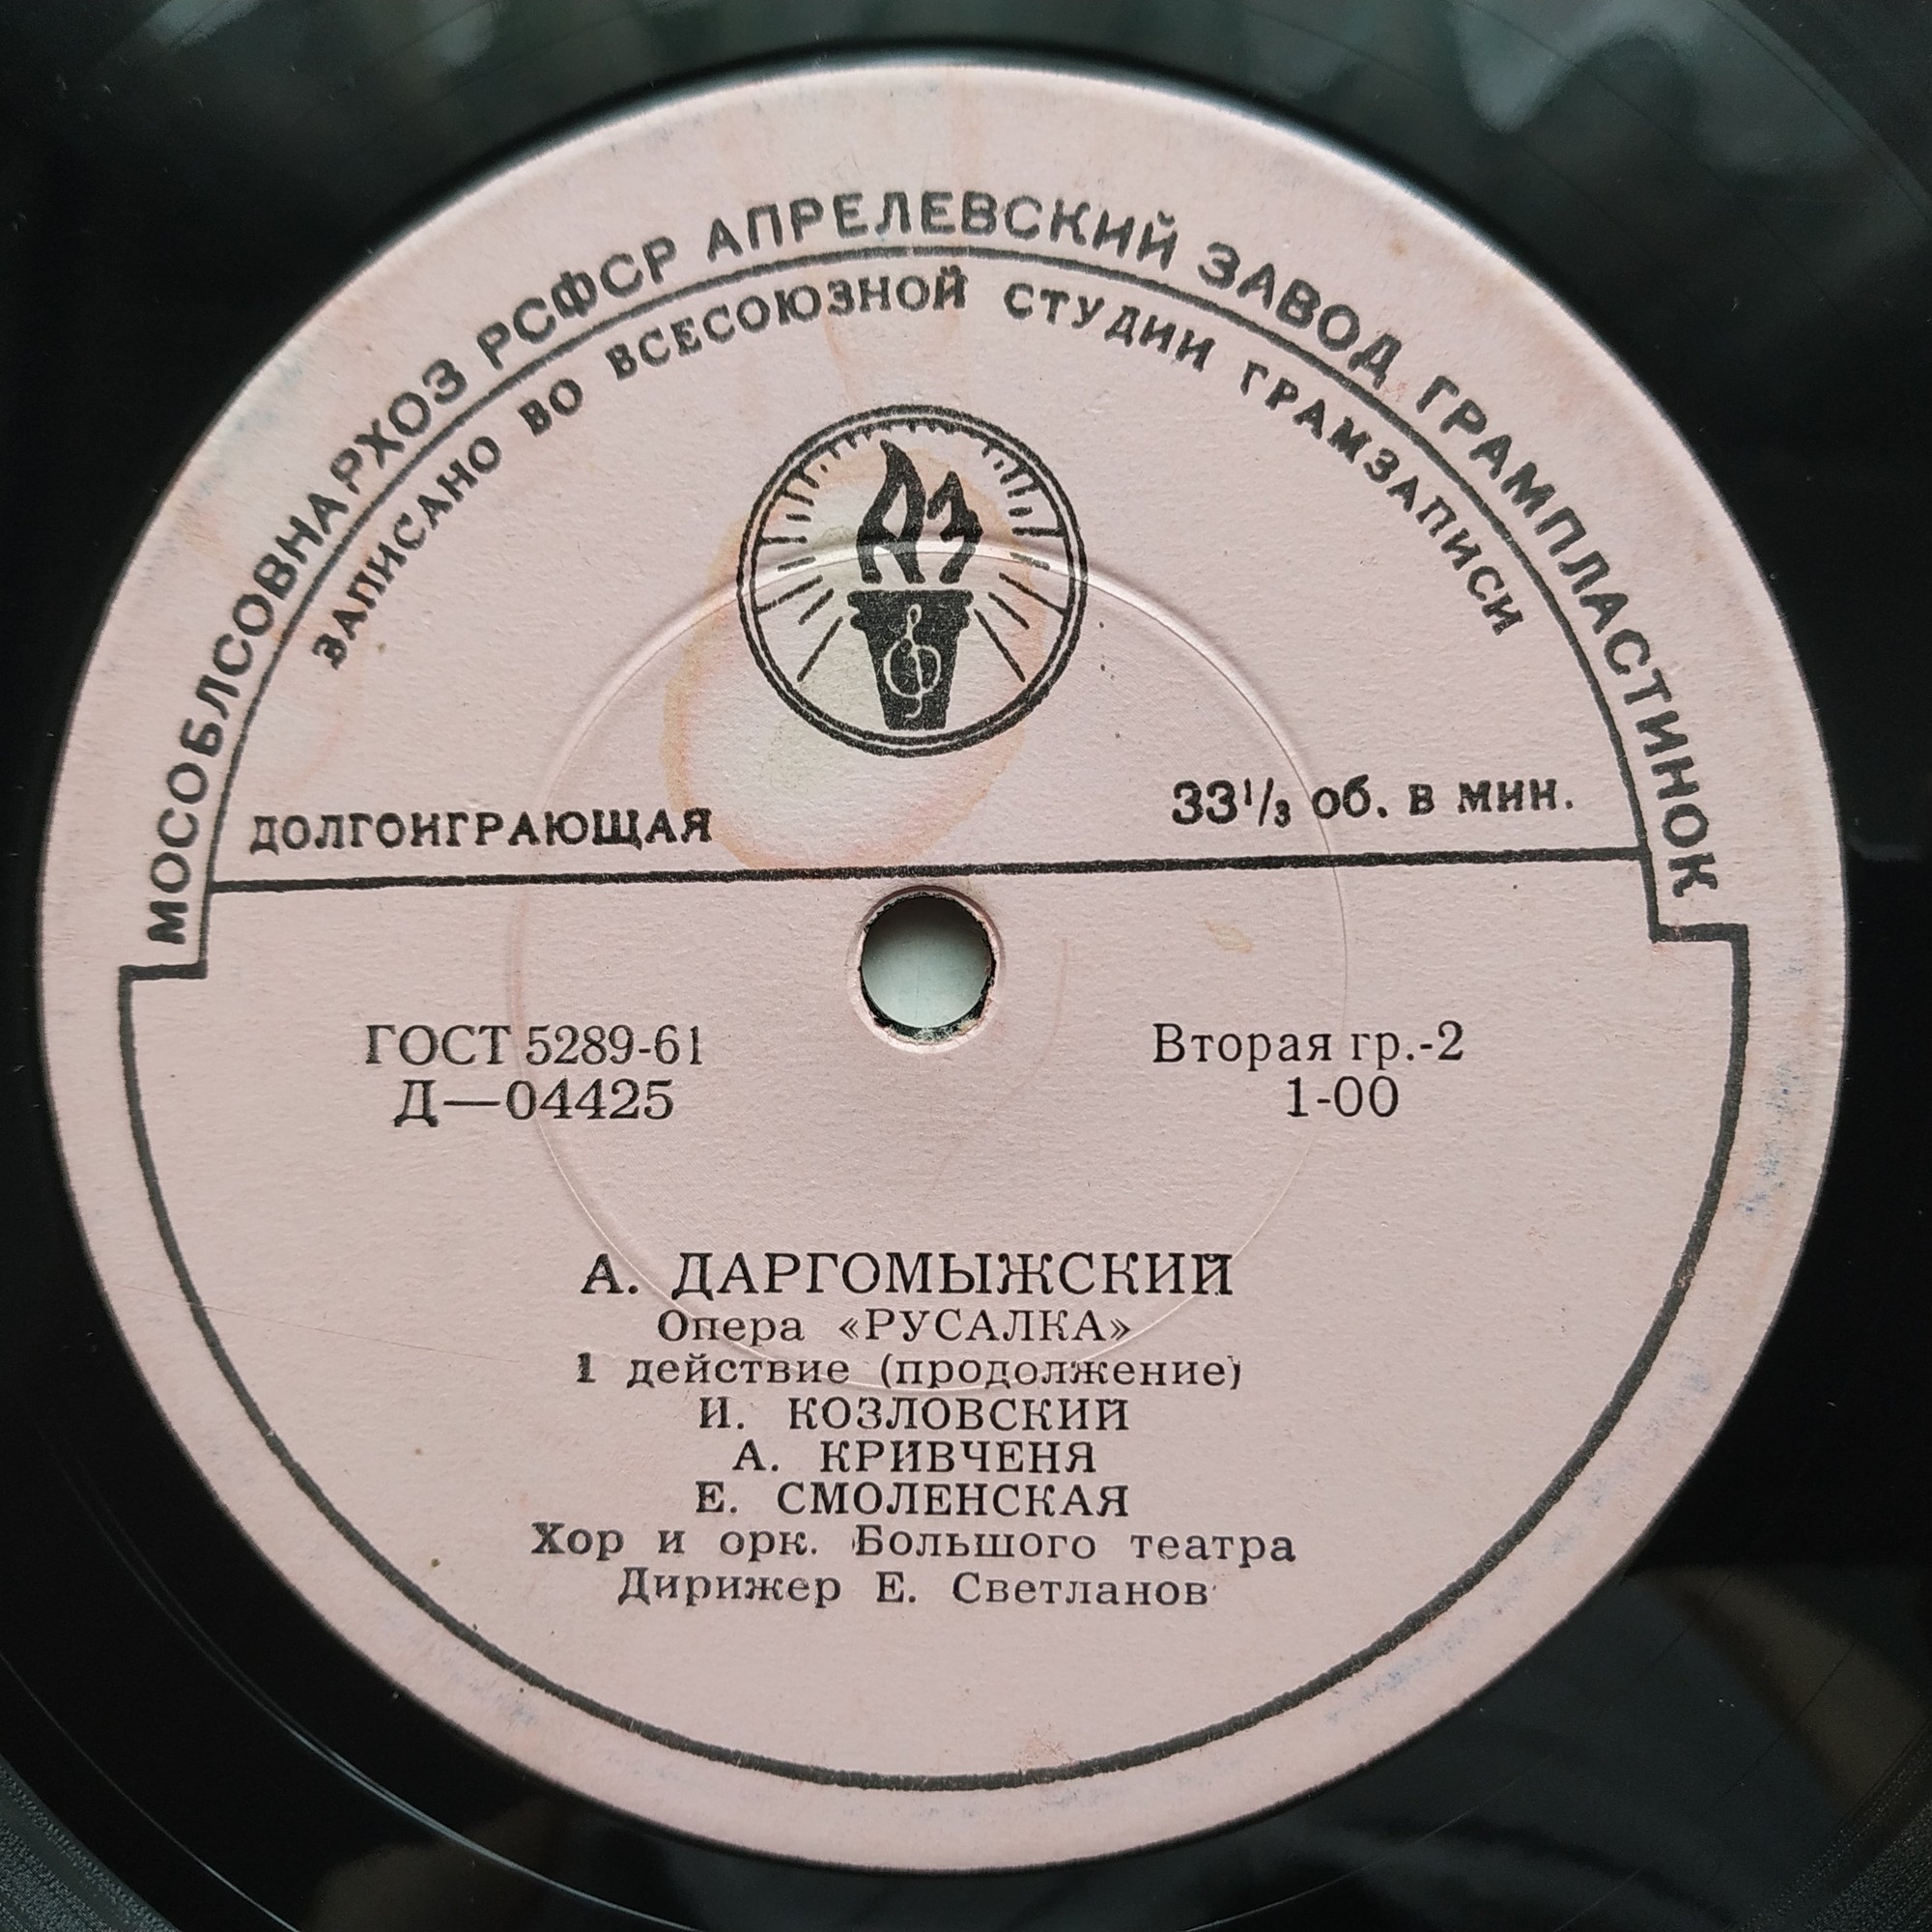 МОСОБЛСОВНАРХОЗ РСФСР АПРЕЛЕВСКИЙ ЗАВОД ГРАМПЛАСТИНОК
ЗАПИСАНО ВО ВСЕСОЮЗНОЙ СТУДИИ ГРАМЗАПИСИ
ДОЛГОИГРАЮЩАЯ 33 1/3 об. в мин.
ГОСТ 5289-61 Вторая гр.-2
Д—04425 1-00
А. ДАРГОМЫЖСКИЙ
Опера «РУСАЛКА»
1 действие (продолжение)
И. КОЗЛОВСКИЙ
А. КРИВЧЕНЯ
Е. СМОЛЕНСКАЯ
Хор и орк. Большого театра
Дирижер Е. Светланов